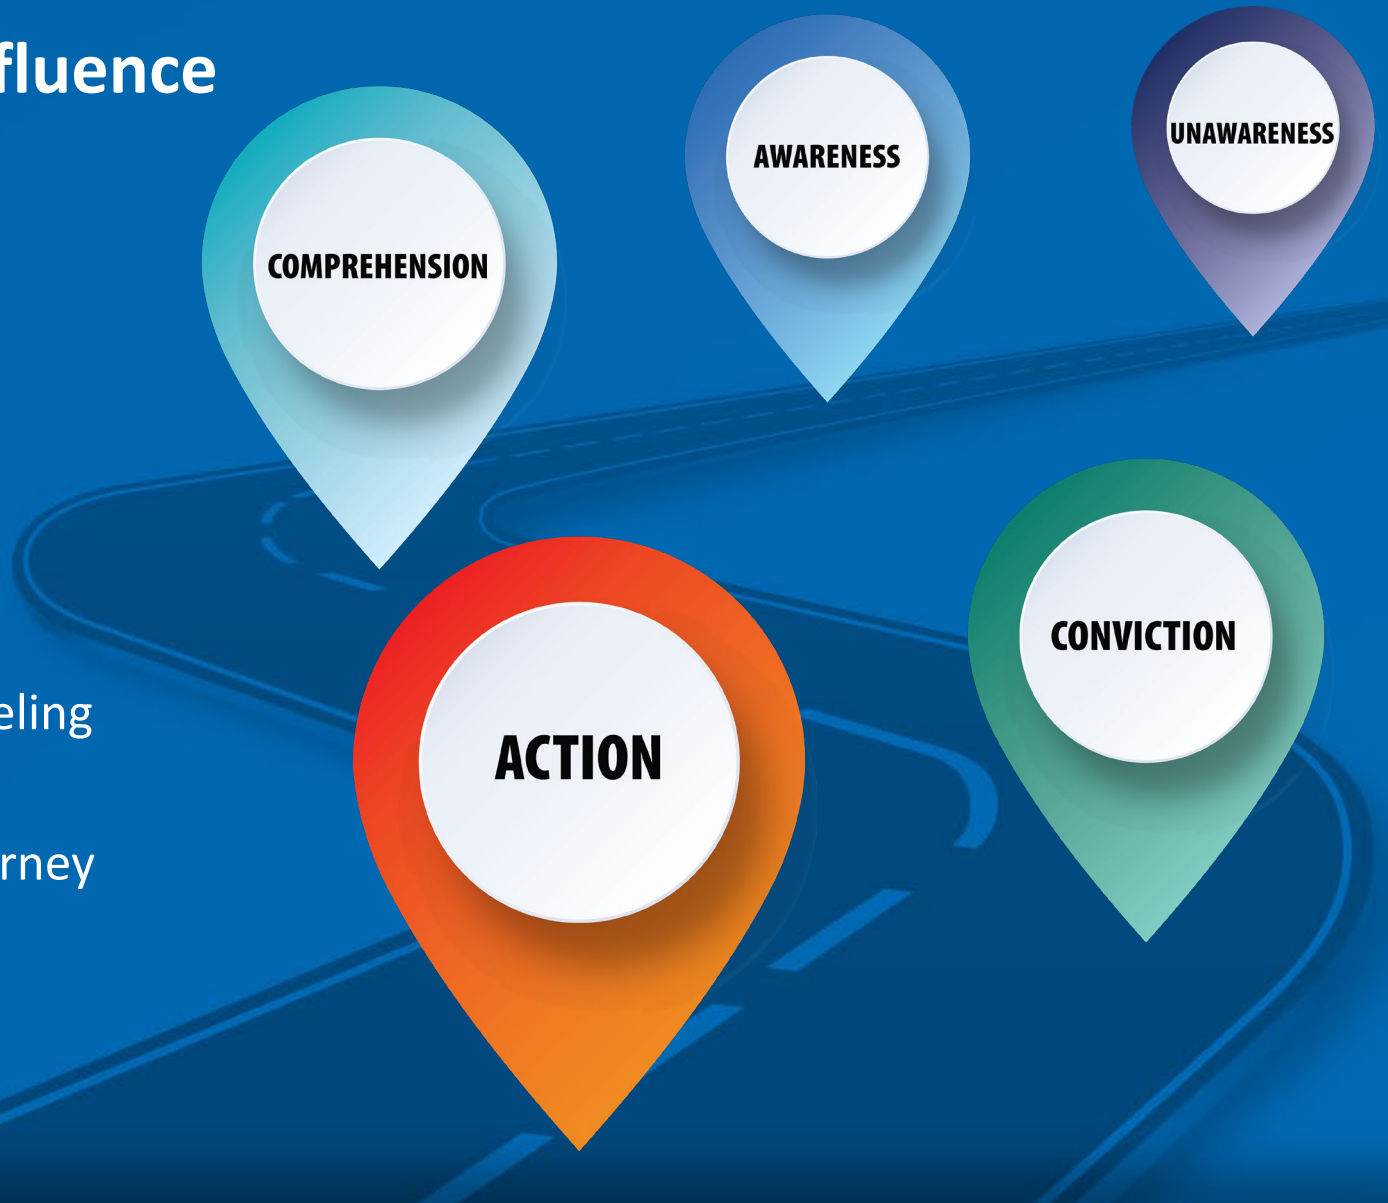 fluence
UNAWARENESS
AWARENESS
COMPREHENSION
CONVICTION
eling
ACTION
rney